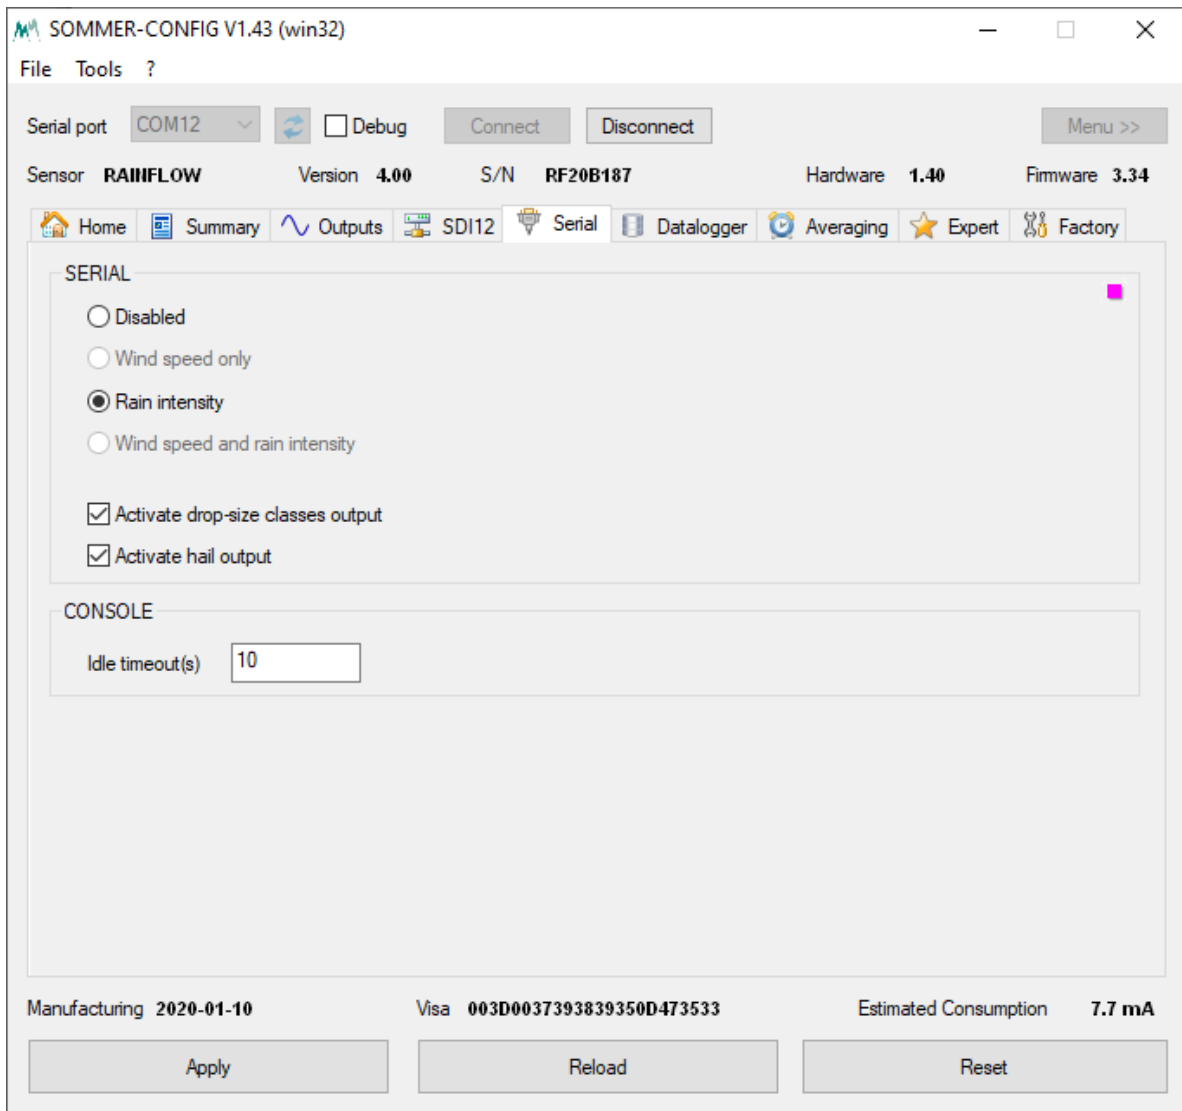 SOMMER-CONFIG V1.43 (win32)
File Tools ?
Serial port COM12 Debug Connect Disconnect Menu >>
Sensor RAINFLOW Version 4.00 S/N RF20B187 Hardware 1.40 Firmware 3.34
Home Summary Outputs SDI12 Serial Datalogger Averaging Expert Factory
SERIAL
Disabled
Wind speed only
Rain intensity
Wind speed and rain intensity
Activate drop-size classes output
Activate hail output
CONSOLE
Idle timeout(s) 10
Manufacturing 2020-01-10 Visa 003D0037393839350D473533 Estimated Consumption 7.7 mA
Apply Reload Reset